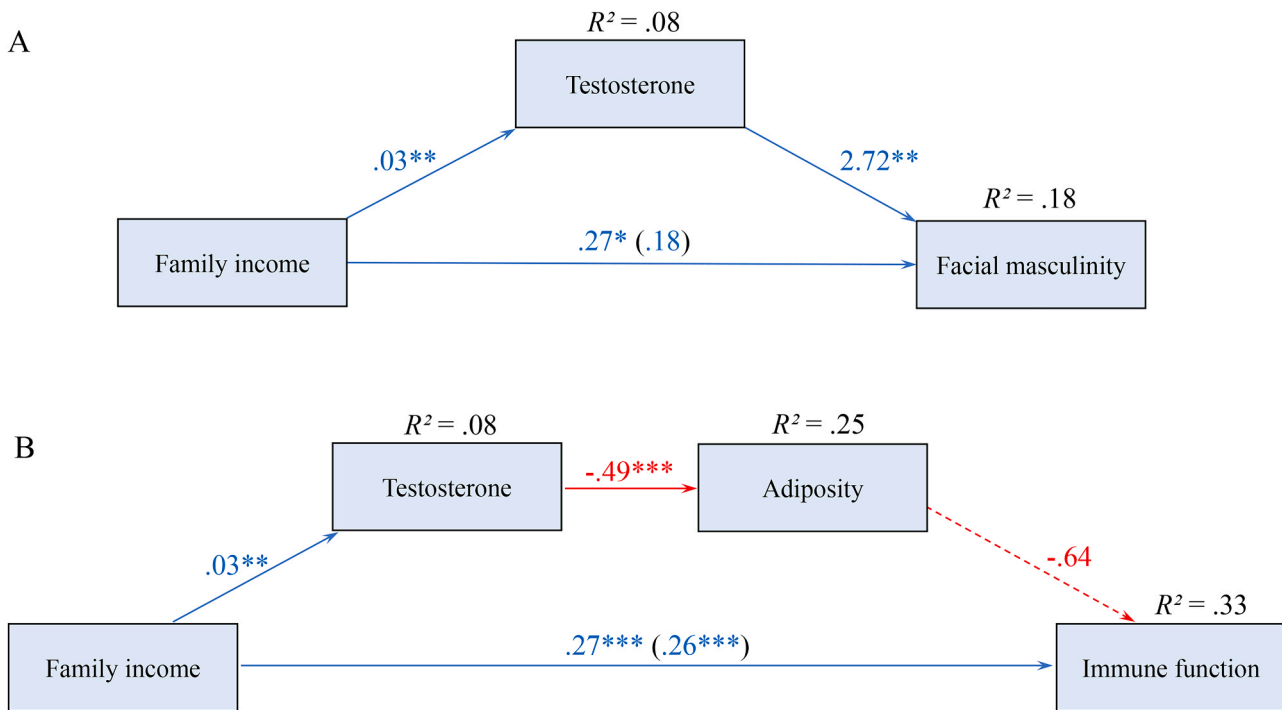 A
R² = .08
Testosterone
.03**
2.72**
R² = .18
Family income
.27* (.18)
Facial masculinity
B
R² = .08
R² = .25
Testosterone
-.49***
Adiposity
.03**
-.64
R² = .33
Family income
.27*** (.26***)
Immune function